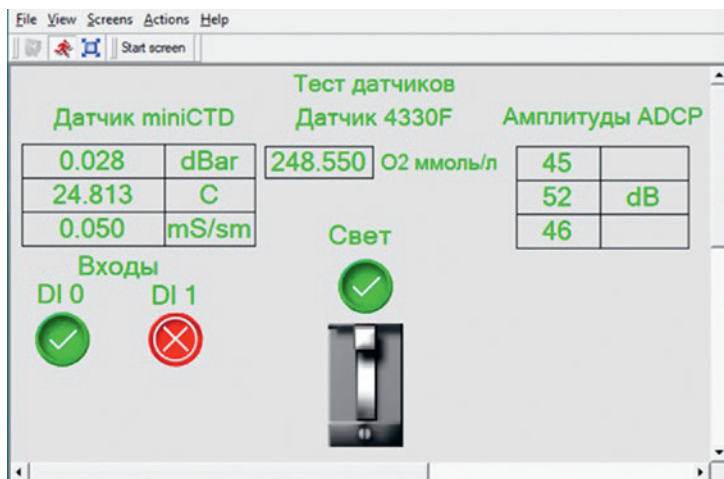 File View Screens Actions Help
Start screen
Тест датчиков
Датчик miniCTD
Датчик 4330F
Амплитуды ADCP
0.028 dBar
24.813 C
0.050 mS/sm
248.550 O2 ммоль/л
45
52 dB
46
Свет
Входы
DI 0 DI 1